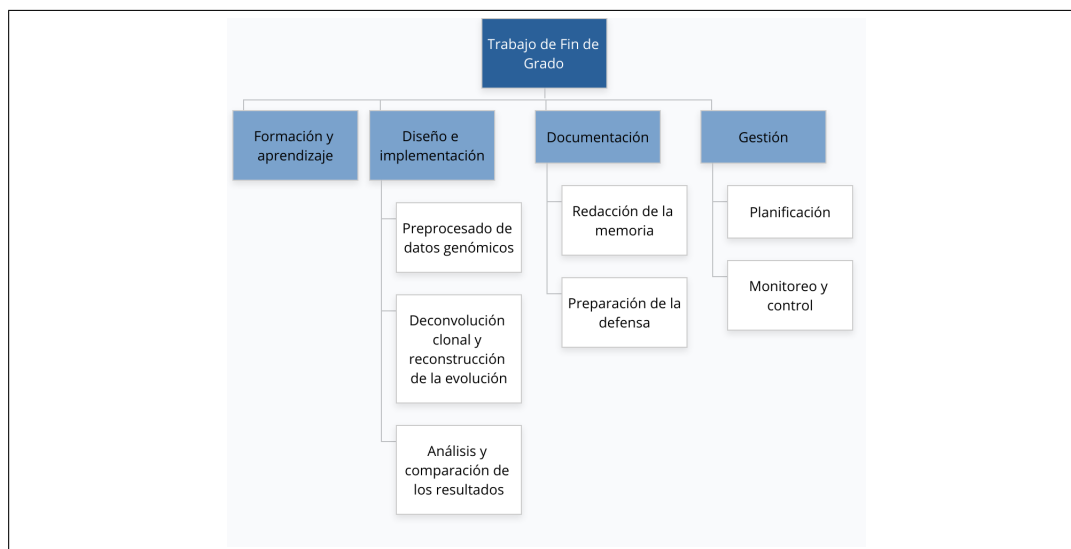 Trabajo de Fin de
Grado
Formación y
aprendizaje
Diseño e
implementación
Preprocesado de
datos genómicos
Deconvolución
clonal y
reconstrucción
de la evolución
Análisis y
comparación de
los resultados
Documentación
Redacción de la
memoria
Preparación de la
defensa
Gestión
Planificación
Monitoreo y
control